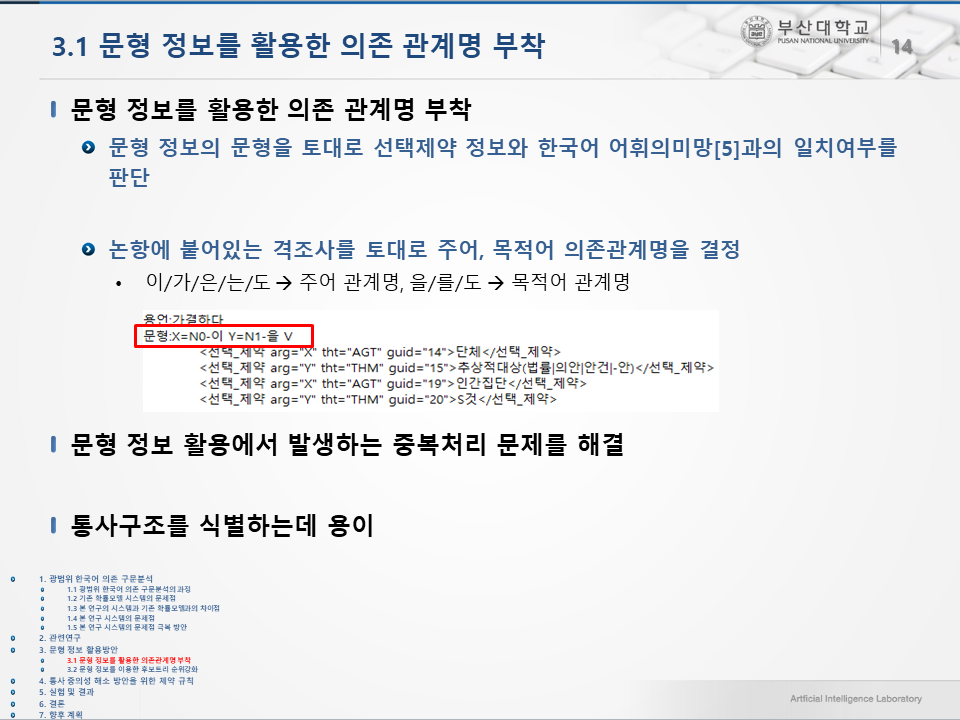 3.1 문형 정보를 활용한 의존 관계명 부착
부산대학교
PUSAN NATIONAL UNIVERSITY
14
문형 정보를 활용한 의존 관계명 부착
문형 정보의 문형을 토대로 선택제약 정보와 한국어 어휘의미망[5]과의 일치여부를
판단
논항에 붙어있는 격조사를 토대로 주어, 목적어 의존관계명을 결정
• 이/가/은/는/도 → 주어 관계명, 을/를/도 → 목적어 관계명
용언:가결하다
문형:X=N0-이 Y=N1-을 V
<선택_제약 arg="X" tht="AGT" guid="14">단체</선택_제약>
<선택_제약 arg="Y" tht="THM" guid="15">추상적대상(법률|의안|안건|-안)</선택_제약>
<선택_제약 arg="X" tht="AGT" guid="19">인간집단</선택_제약>
<선택_제약 arg="Y" tht="THM" guid="20">S것</선택_제약>
문형 정보 활용에서 발생하는 중복처리 문제를 해결
통사구조를 식별하는데 용이
1. 광범위 한국어 의존 구문분석
1.1 광범위 한국어 의존 구문분석의 과정
1.2 기존 확률모델 시스템의 문제점
1.3 본 연구의 시스템과 기존 확률모델과의 차이점
1.4 본 연구 시스템의 문제점
1.5 본 연구 시스템의 문제점 극복 방안
2. 관련연구
3. 문형 정보 활용방안
3.1 문형 정보를 활용한 의존관계명 부착
3.2 문형 정보를 이용한 후보트리 순위강화
4. 통사 중의성 해소 방안을 위한 제약 규칙
5. 실험 및 결과
6. 결론
7. 향후 계획
Artficial Intelligence Laboratory